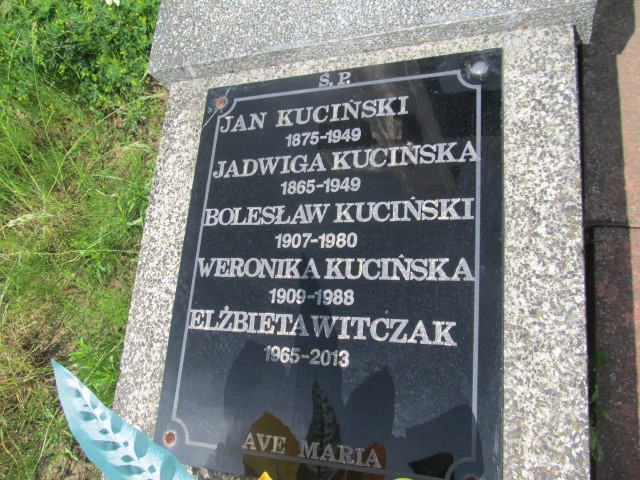 Ś.P.
JAN KUCIŃSKI
1875-1949
JADWIGA KUCIŃSKA
1865-1949
BOLESŁAW KUCIŃSKI
1907-1980
WERONIKA KUCIŃSKA
1909-1988
ELŻBIETA WITCZAK
1965-2013
AVE MARIA